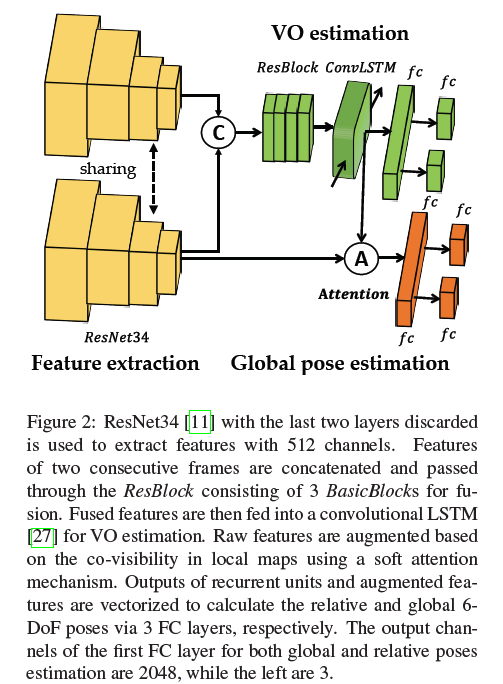 VO estimation
ResBlock ConvLSTM
fc
fc
C
sharing
fc
fc
A
Attention
ResNet34
fc
fc
Feature extraction
Global pose estimation
Figure 2: ResNet34 [11] with the last two layers discarded
is used to extract features with 512 channels. Features
of two consecutive frames are concatenated and passed
through the ResBlock consisting of 3 BasicBlocks for fu-
sion. Fused features are then fed into a convolutional LSTM
[27] for VO estimation. Raw features are augmented based
on the co-visibility in local maps using a soft attention
mechanism. Outputs of recurrent units and augmented fea-
tures are vectorized to calculate the relative and global 6-
DoF poses via 3 FC layers, respectively. The output chan-
nels of the first FC layer for both global and relative poses
estimation are 2048, while the left are 3.